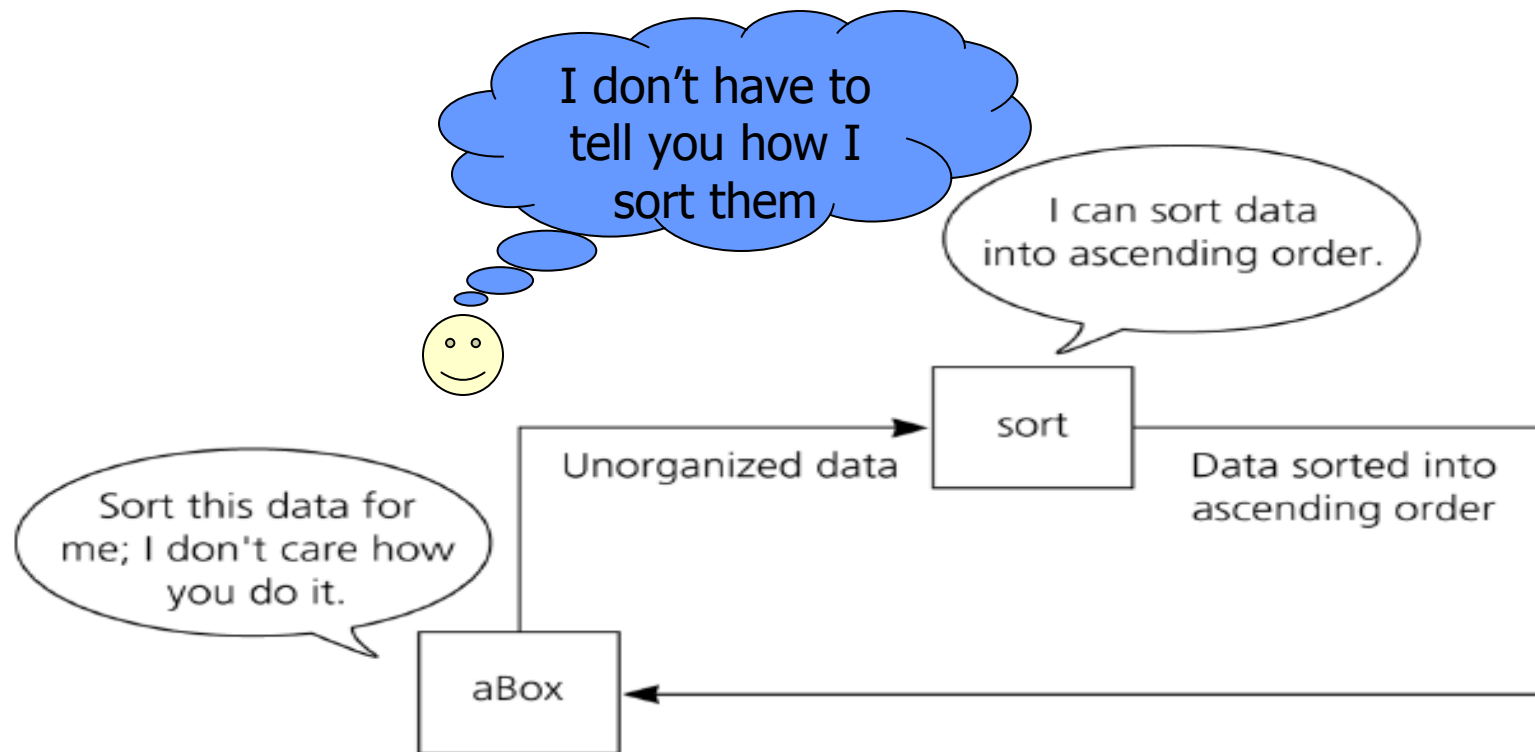 I don’t have to
tell you how I
sort them
I can sort data
into ascending order.
sort
Unorganized data
Data sorted into
ascending order
Sort this data for
me; I don't care how
you do it.
aBox